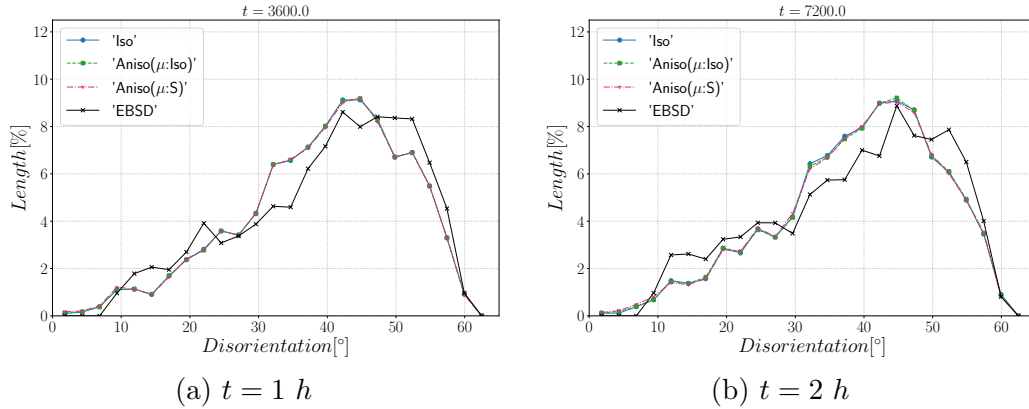 t = 3600.0
Length[%]
12
10
8
6
4
2
0
'Iso'
'Aniso(μ:Iso)'
'Aniso(μ:S)'
'EBSD'
0 10 20 30 40 50 60
Disorientation[°]
(a) t = 1 h
t = 7200.0
Length[%]
12
10
8
6
4
2
0
'Iso'
'Aniso(μ:Iso)'
'Aniso(μ:S)'
'EBSD'
0 10 20 30 40 50 60
Disorientation[°]
(b) t = 2 h